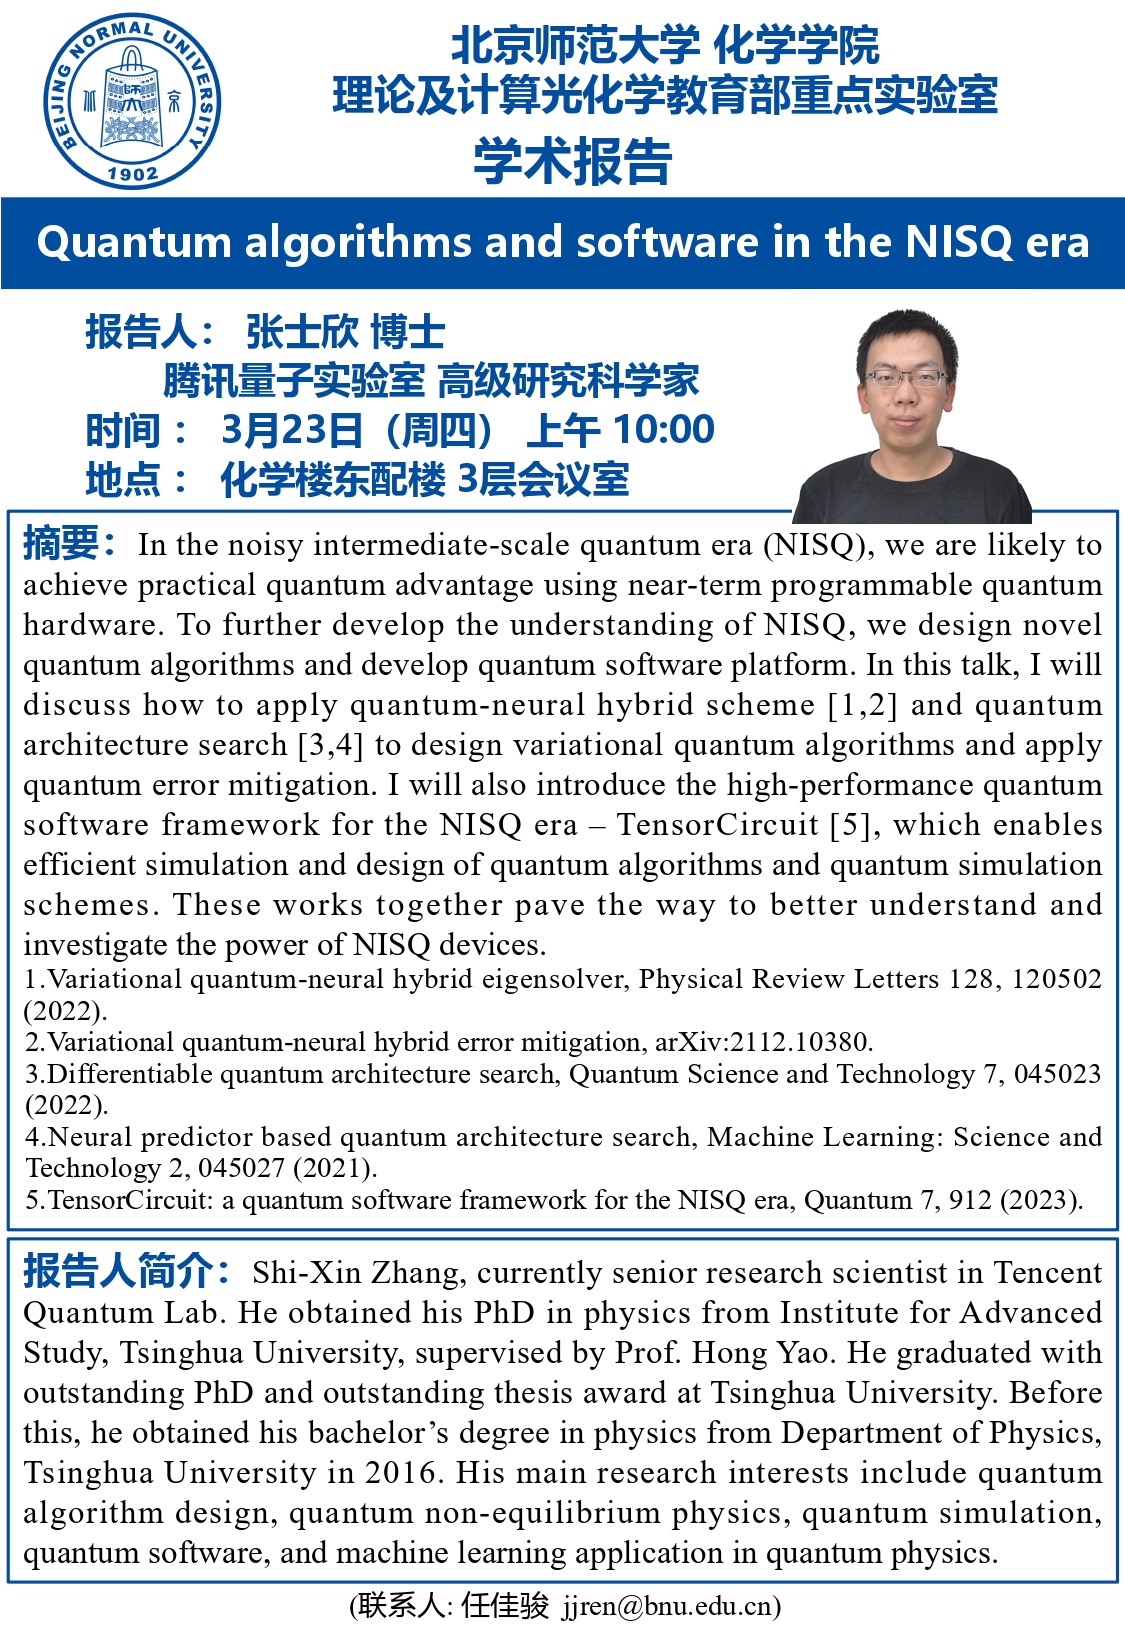 BEIJING NORMAL UNIVERSITY
1902
北京师范大学 化学学院
理论及计算光化学教育部重点实验室
学术报告
Quantum algorithms and software in the NISQ era
报告人： 张士欣 博士
腾讯量子实验室 高级研究科学家
时间 ： 3月23日（周四） 上午 10:00
地点 ： 化学楼东配楼 3层会议室
摘要： In the noisy intermediate-scale quantum era (NISQ), we are likely to
achieve practical quantum advantage using near-term programmable quantum
hardware. To further develop the understanding of NISQ, we design novel
quantum algorithms and develop quantum software platform. In this talk, I will
discuss how to apply quantum-neural hybrid scheme [1,2] and quantum
architecture search [3,4] to design variational quantum algorithms and apply
quantum error mitigation. I will also introduce the high-performance quantum
software framework for the NISQ era – TensorCircuit [5], which enables
efficient simulation and design of quantum algorithms and quantum simulation
schemes. These works together pave the way to better understand and
investigate the power of NISQ devices.
1.Variational quantum-neural hybrid eigensolver, Physical Review Letters 128, 120502
(2022).
2.Variational quantum-neural hybrid error mitigation, arXiv:2112.10380.
3.Differentiable quantum architecture search, Quantum Science and Technology 7, 045023
(2022).
4.Neural predictor based quantum architecture search, Machine Learning: Science and
Technology 2, 045027 (2021).
5.TensorCircuit: a quantum software framework for the NISQ era, Quantum 7, 912 (2023).
报告人简介： Shi-Xin Zhang, currently senior research scientist in Tencent
Quantum Lab. He obtained his PhD in physics from Institute for Advanced
Study, Tsinghua University, supervised by Prof. Hong Yao. He graduated with
outstanding PhD and outstanding thesis award at Tsinghua University. Before
this, he obtained his bachelor’s degree in physics from Department of Physics,
Tsinghua University in 2016. His main research interests include quantum
algorithm design, quantum non-equilibrium physics, quantum simulation,
quantum software, and machine learning application in quantum physics.
(联系人: 任佳骏 jjren@bnu.edu.cn)